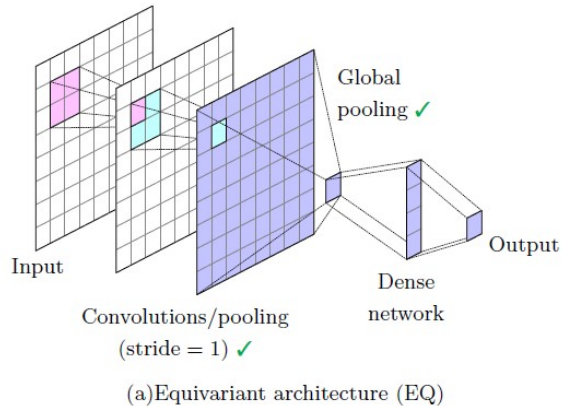 Global
pooling ✓
Input
Output
Dense
network
Convolutions/pooling
(stride = 1) ✓
(a)Equivariant architecture (EQ)